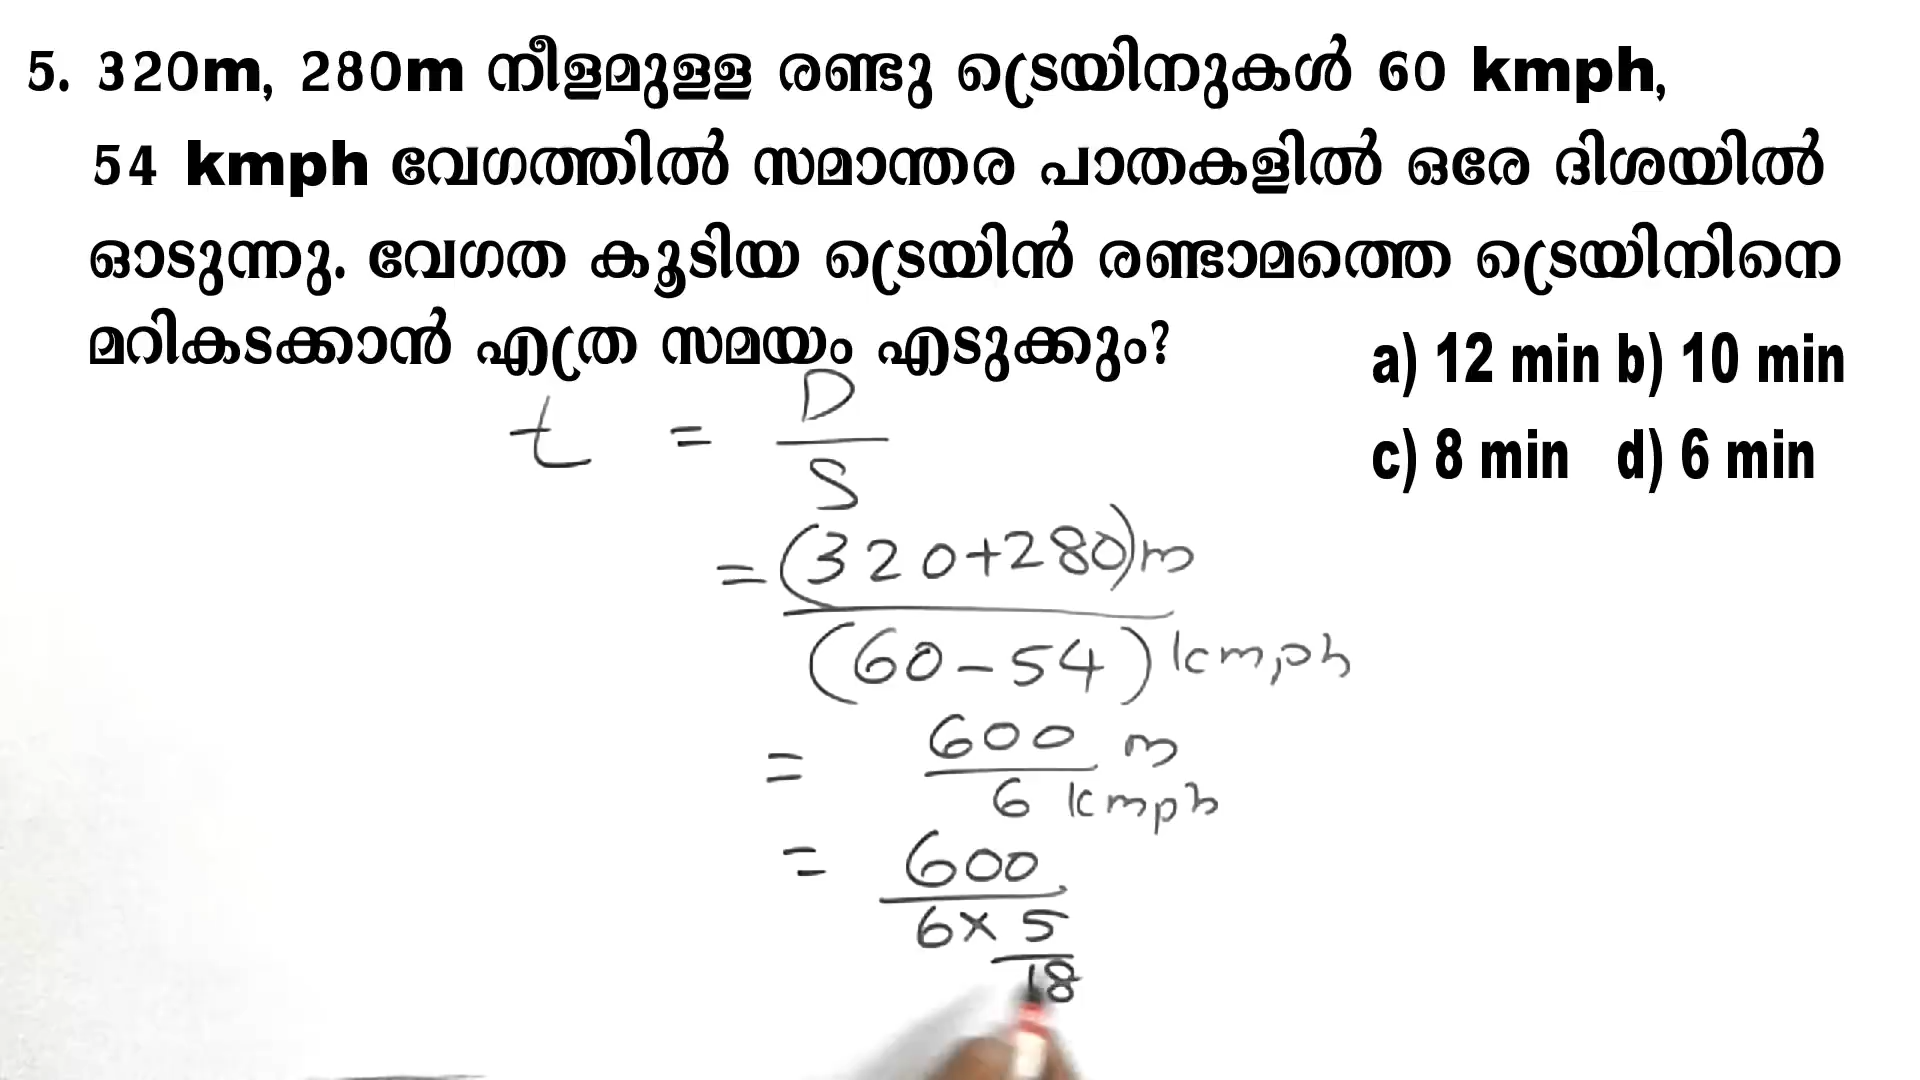 5. 320m, 280m നീളമുളള രണ്ടു ട്രെയിനുകൾ 60 kmph,
54 kmph വേഗത്തിൽ സമാന്തര പാതകളിൽ ഒരേ ദിശയിൽ
ഓടുന്നു. വേഗത കൂടിയ ട്രെയിൻ രണ്ടാമത്തെ ട്രെയിനിനെ
മറികടക്കാൻ എത്ര സമയം എടുക്കും?
a) 12 min b) 10 min
c) 8 min d) 6 min
t = D
S
= (320+280)m
(60-54) kmph
= 600 m
6 kmph
= 600
6 × 5
18